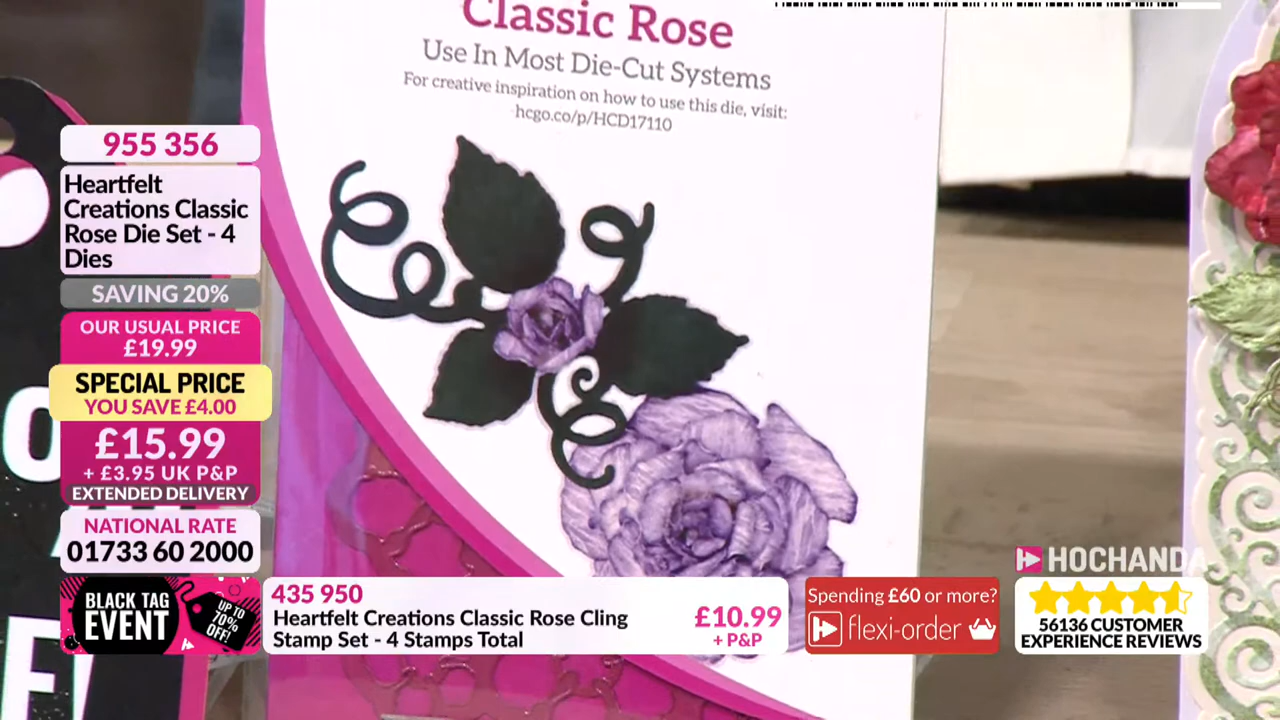 Classic Rose
Use In Most Die-Cut Systems
For creative inspiration on how to use this die, visit:
hcgo.co/p/HCD17110
955 356
Heartfelt
Creations Classic
Rose Die Set - 4
Dies
SAVING 20%
OUR USUAL PRICE
£19.99
SPECIAL PRICE
YOU SAVE £4.00
£15.99
+ £3.95 UK P&P
EXTENDED DELIVERY
NATIONAL RATE
01733 60 2000
BLACK TAG
EVENT
UP TO
70%
OFF!
435 950
Heartfelt Creations Classic Rose Cling
Stamp Set - 4 Stamps Total
£10.99
+ P&P
Spending £60 or more?
flexi-order
HOCHANDA
56136 CUSTOMER
EXPERIENCE REVIEWS